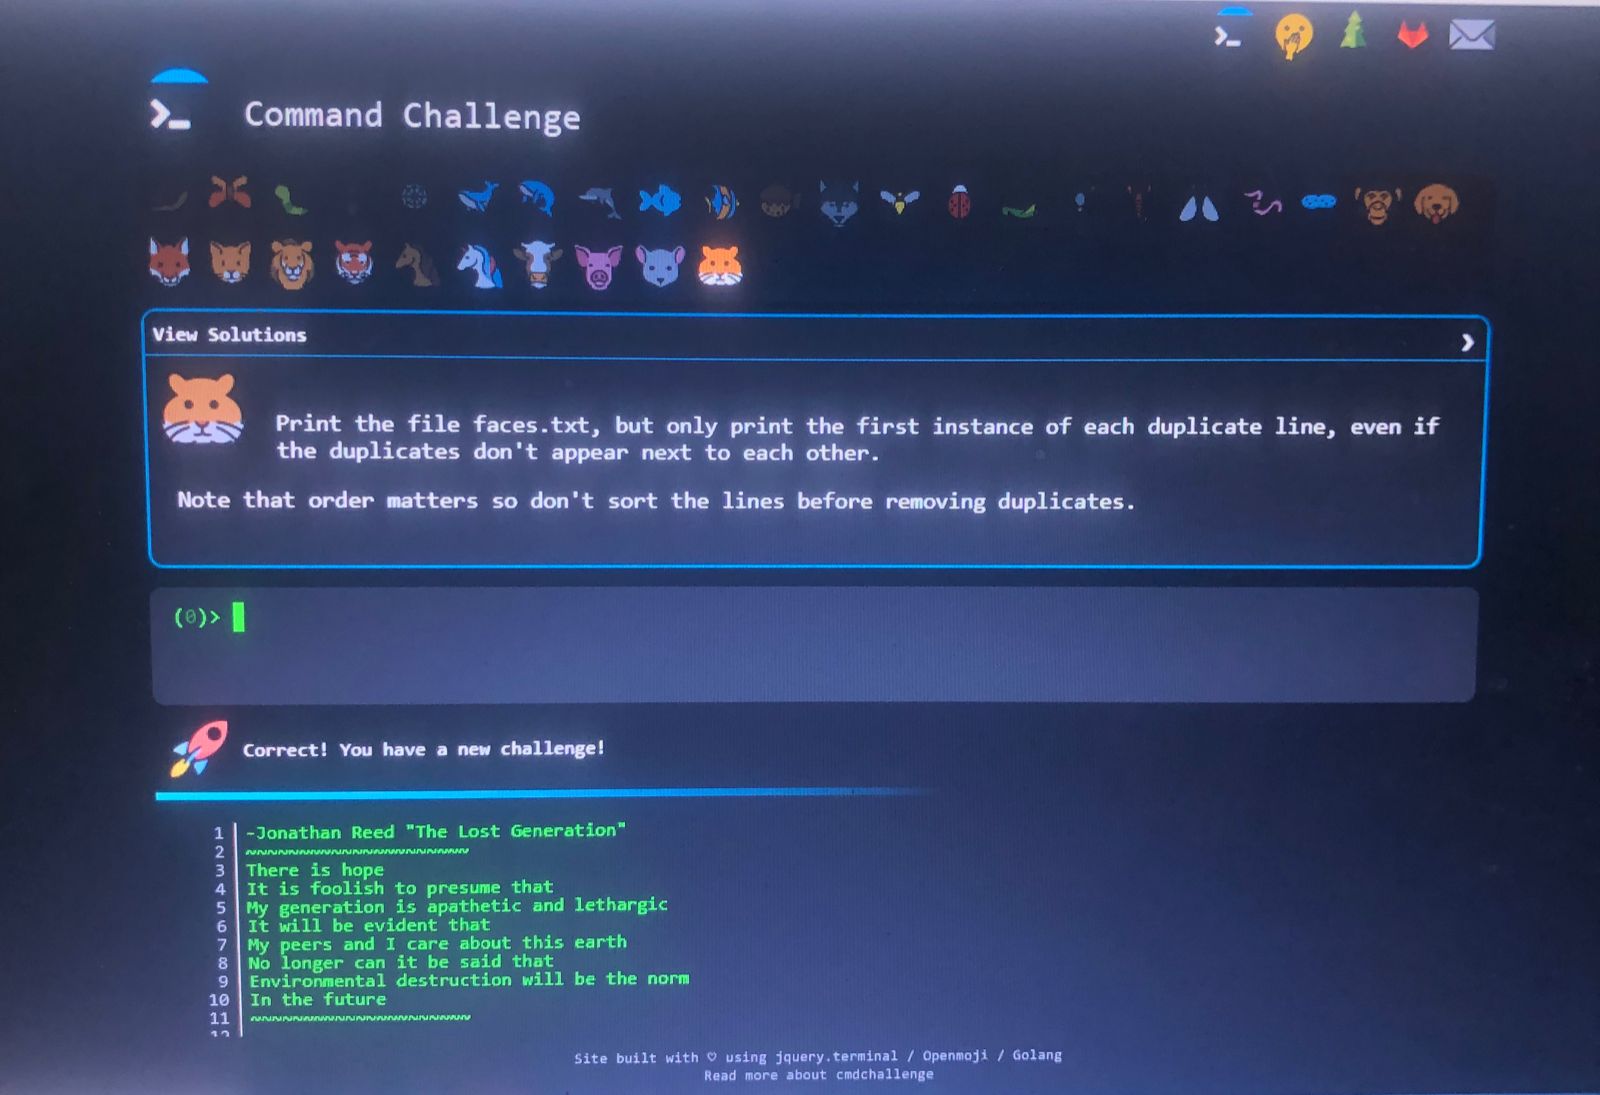 >_
>_ Command Challenge
View Solutions ❯
Print the file faces.txt, but only print the first instance of each duplicate line, even if
the duplicates don't appear next to each other.
Note that order matters so don't sort the lines before removing duplicates.
(0)>
Correct! You have a new challenge!
1 -Jonathan Reed "The Lost Generation"
2 ~~~~~~~~~~~~~~~~~~~~~~~~~
3 There is hope
4 It is foolish to presume that
5 My generation is apathetic and lethargic
6 It will be evident that
7 My peers and I care about this earth
8 No longer can it be said that
9 Environmental destruction will be the norm
10 In the future
11 ~~~~~~~~~~~~~~~~~~~~~~~~~
12
Site built with ♡ using jquery.terminal / Openmoji / Golang
Read more about cmdchallenge